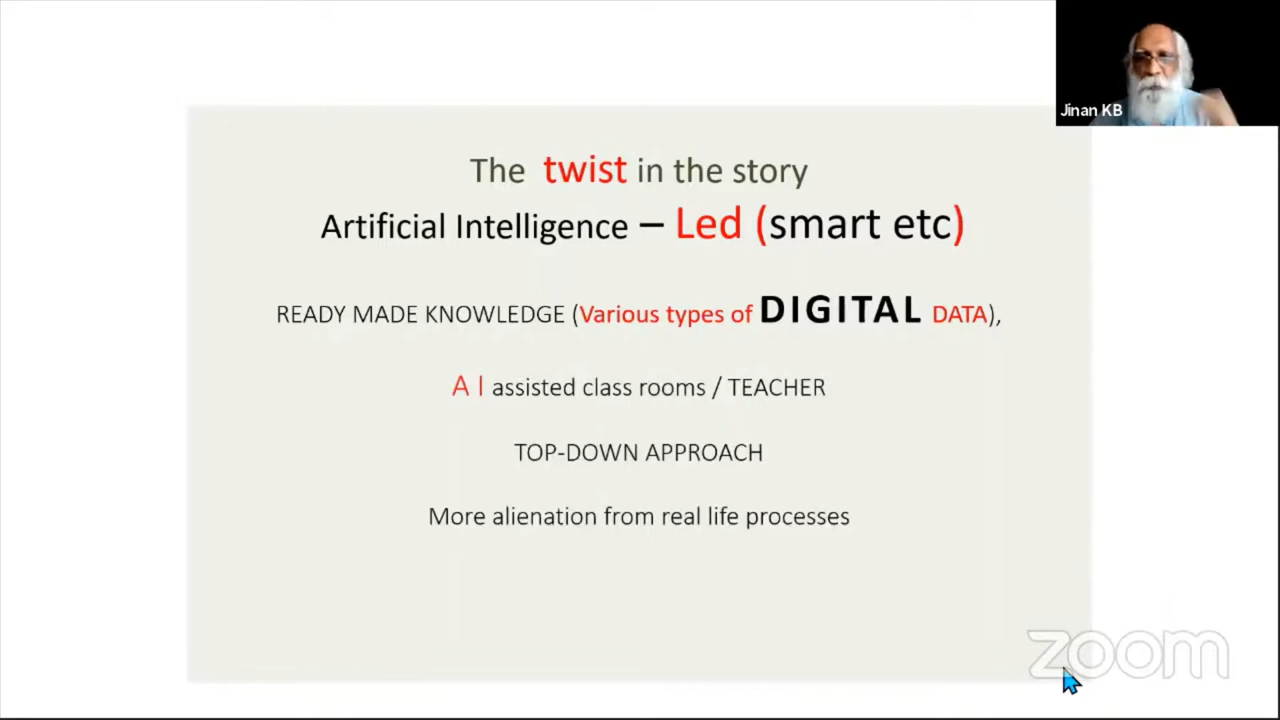 Jinan KB
The twist in the story
Artificial Intelligence – Led (smart etc)
READY MADE KNOWLEDGE (Various types of DIGITAL DATA),
A I assisted class rooms / TEACHER
TOP-DOWN APPROACH
More alienation from real life processes
zoom